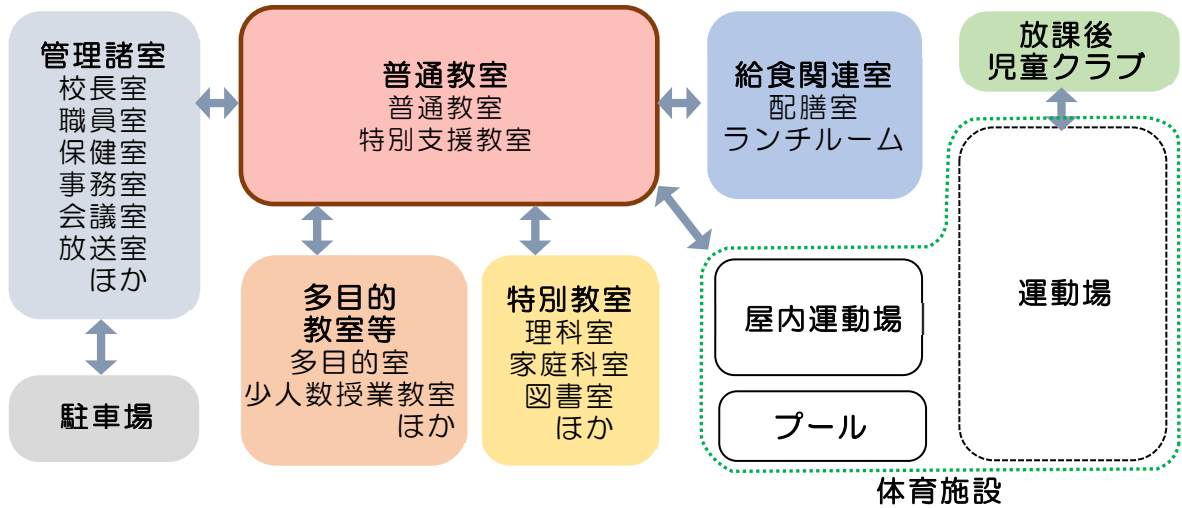 管理諸室
校長室
職員室
保健室
事務室
会議室
放送室
ほか
駐車場
普通教室
普通教室
特別支援教室
給食関連室
配膳室
ランチルーム
放課後
児童クラブ
多目的
教室等
多目的室
少人数授業教室
ほか
特別教室
理科室
家庭科室
図書室
ほか
屋内運動場
プール
運動場
体育施設